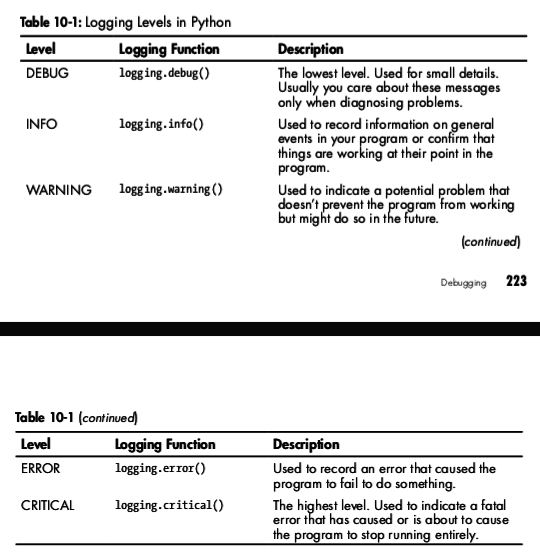 Table 10-1: Logging Levels in Python
Level Logging Function Description
DEBUG logging.debug() The lowest level. Used for small details.
Usually you care about these messages
only when diagnosing problems.
INFO logging.info() Used to record information on general
events in your program or confirm that
things are working at their point in the
program.
WARNING logging.warning() Used to indicate a potential problem that
doesn't prevent the program from working
but might do so in the future.
(continued)
Debugging 223
Table 10-1 (continued)
Level Logging Function Description
ERROR logging.error() Used to record an error that caused the
program to fail to do something.
CRITICAL logging.critical() The highest level. Used to indicate a fatal
error that has caused or is about to cause
the program to stop running entirely.